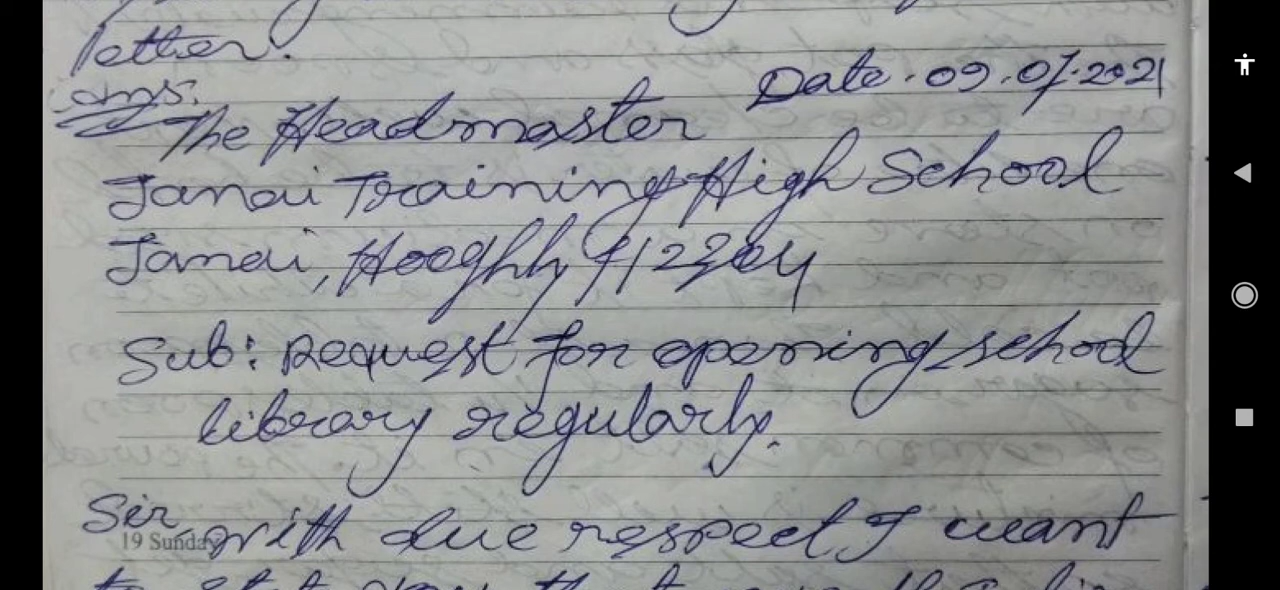 letter.
Date. 09.07.2021
Ans.
The Headmaster
Janai Training High School
Janai, Hooghly 712304
Sub: Request for opening school
library regularly.
Sir,
with due respect I want
19 Sunday